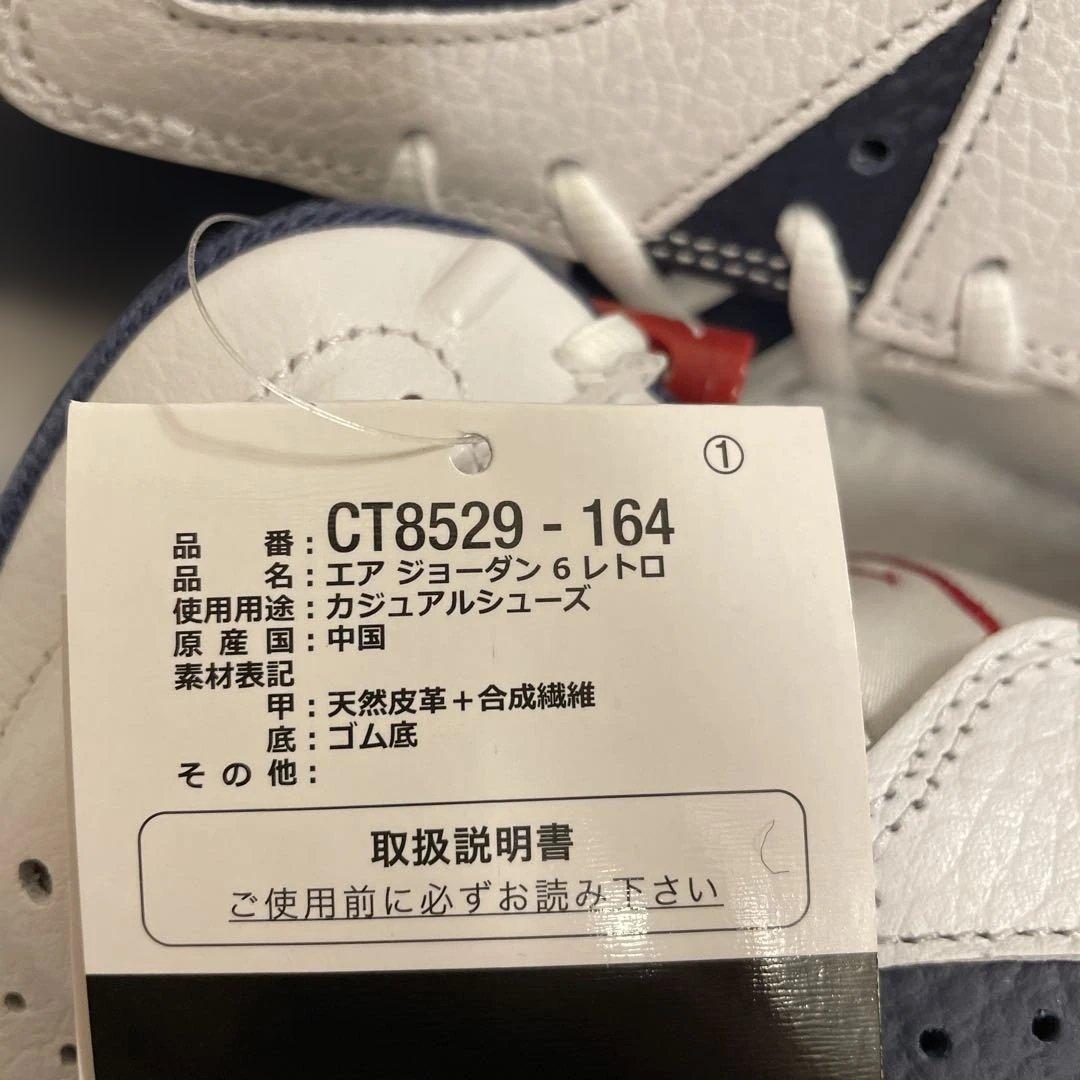 ①
品番：CT8529 - 164
品名：エア ジョーダン 6 レトロ
使用用途：カジュアルシューズ
原産国：中国
素材表記
甲：天然皮革＋合成繊維
底：ゴム底
その他：
取扱説明書
ご使用前に必ずお読み下さい